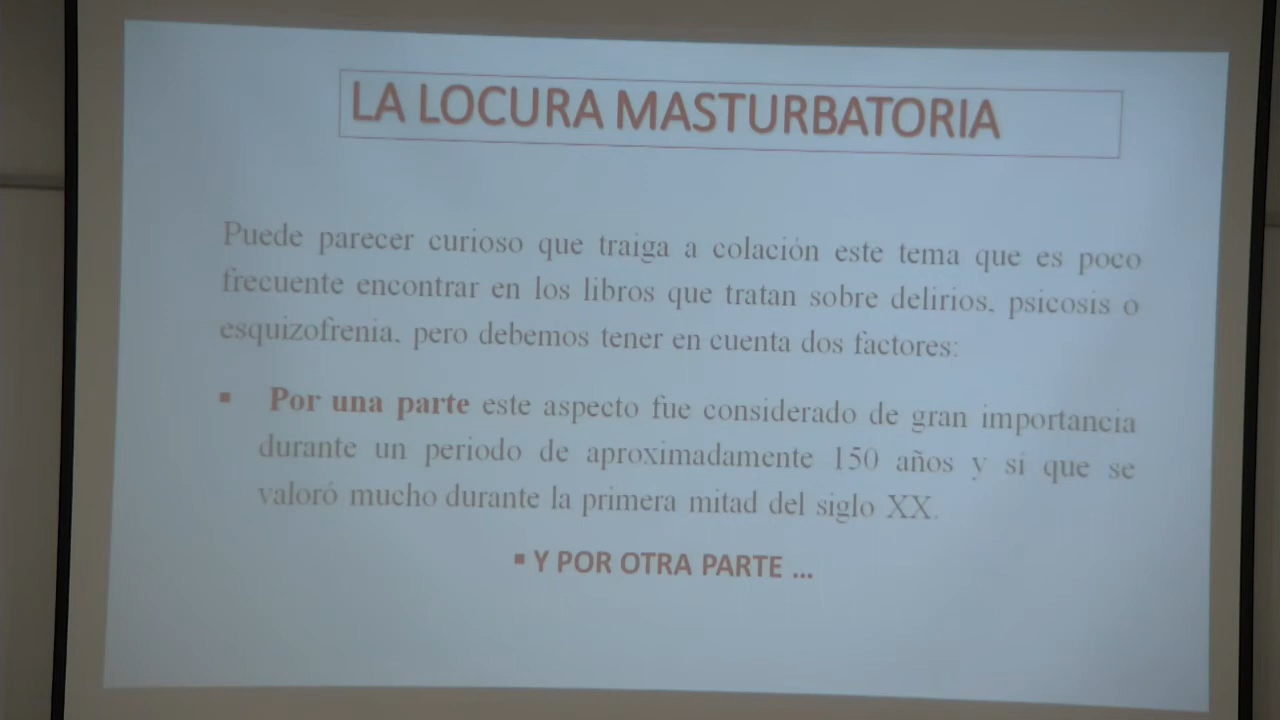 LA LOCURA MASTURBATORIA
Puede parecer curioso que traiga a colación este tema que es poco
frecuente encontrar en los libros que tratan sobre delirios, psicosis o
esquizofrenia, pero debemos tener en cuenta dos factores:
▪ Por una parte este aspecto fue considerado de gran importancia
durante un periodo de aproximadamente 150 años y si que se
valoró mucho durante la primera mitad del siglo XX.
▪ Y POR OTRA PARTE ...